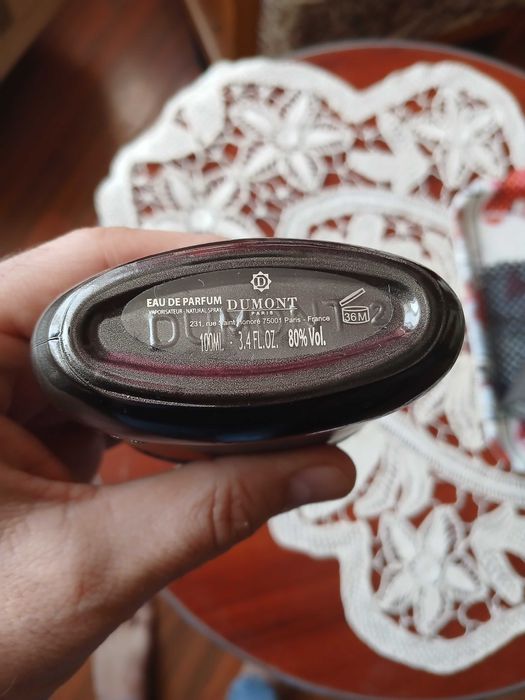 D
EAU DE PARFUM DUMONT
VAPORISATEUR - NATURAL SPRAY PARIS 36M
231, rue Saint Honoré 75001 Paris - France
100Ml - 3.4 FL.OZ. 80% Vol.